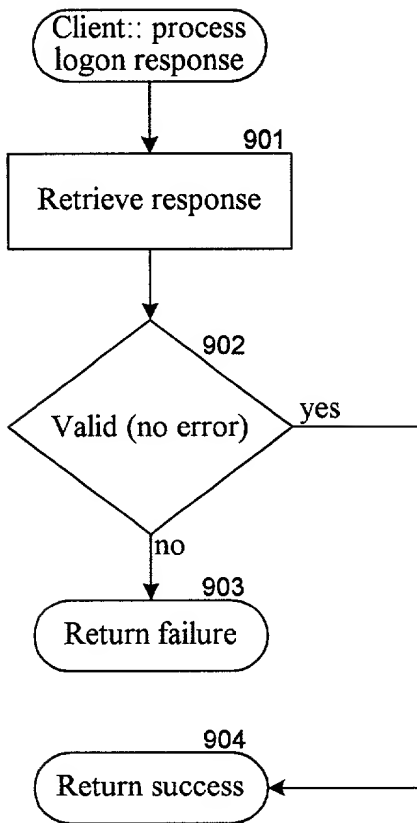 Client:: process
logon response
901
Retrieve response
902
Valid (no error)
yes
no
903
Return failure
904
Return success